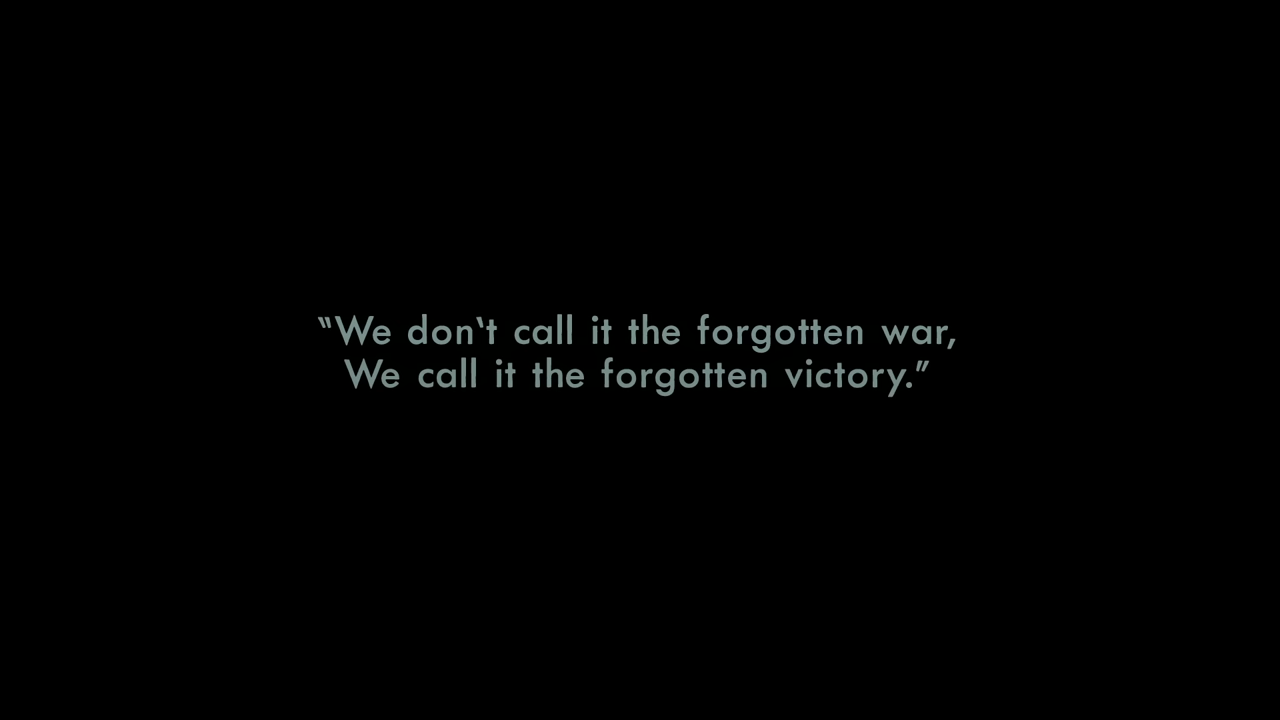 “We don‘t call it the forgotten war,
We call it the forgotten victory.”